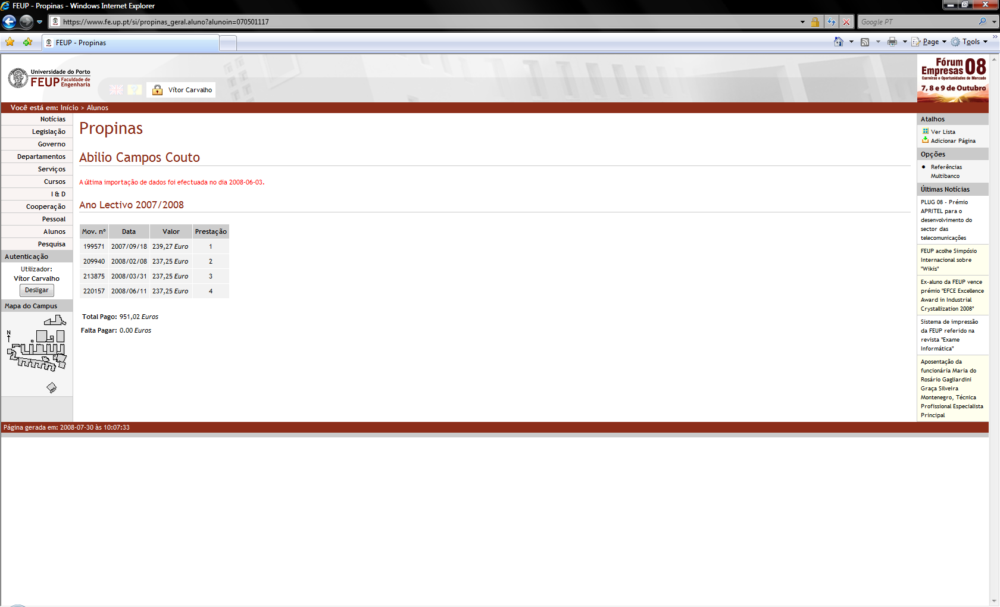 FEUP - Propinas - Windows Internet Explorer
https://www.fe.up.pt/si/propinas_geral.aluno?alunoin=070501117
Google PT
FEUP - Propinas
Page
Tools
Universidade do Porto
FEUP Faculdade de Engenharia
Vítor Carvalho
Fórum
Empresas 08
Carreiras e Oportunidades de Mercado
7, 8 e 9 de Outubro
Você está em: Início > Alunos
Notícias
Legislação
Governo
Departamentos
Serviços
Cursos
I & D
Cooperação
Pessoal
Alunos
Pesquisa
Autenticação
Utilizador:
Vítor Carvalho
Desligar
Mapa do Campus
N
Propinas
Abilio Campos Couto
A última importação de dados foi efectuada no dia 2008-06-03.
Ano Lectivo 2007/2008
Mov. nº Data Valor Prestação
199571 2007/09/18 239,27 Euro 1
209940 2008/02/08 237,25 Euro 2
213875 2008/03/31 237,25 Euro 3
220157 2008/06/11 237,25 Euro 4
Total Pago: 951,02 Euros
Falta Pagar: 0.00 Euros
Atalhos
Ver Lista
Adicionar Página
Opções
Referências
Multibanco
Últimas Notícias
PLUG 08 - Prémio
APRITEL para o
desenvolvimento do
sector das
telecomunicações
FEUP acolhe Simpósio
Internacional sobre
"Wikis"
Ex-aluno da FEUP vence
prémio "EFCE Excellence
Award in Industrial
Crystallization 2008"
Sistema de impressão
da FEUP referido na
revista "Exame
Informática"
Aposentação da
funcionária Maria do
Rosário Gagliardini
Graça Silveira
Montenegro, Técnica
Profissional Especialista
Principal
Página gerada em: 2008-07-30 às 10:07:33